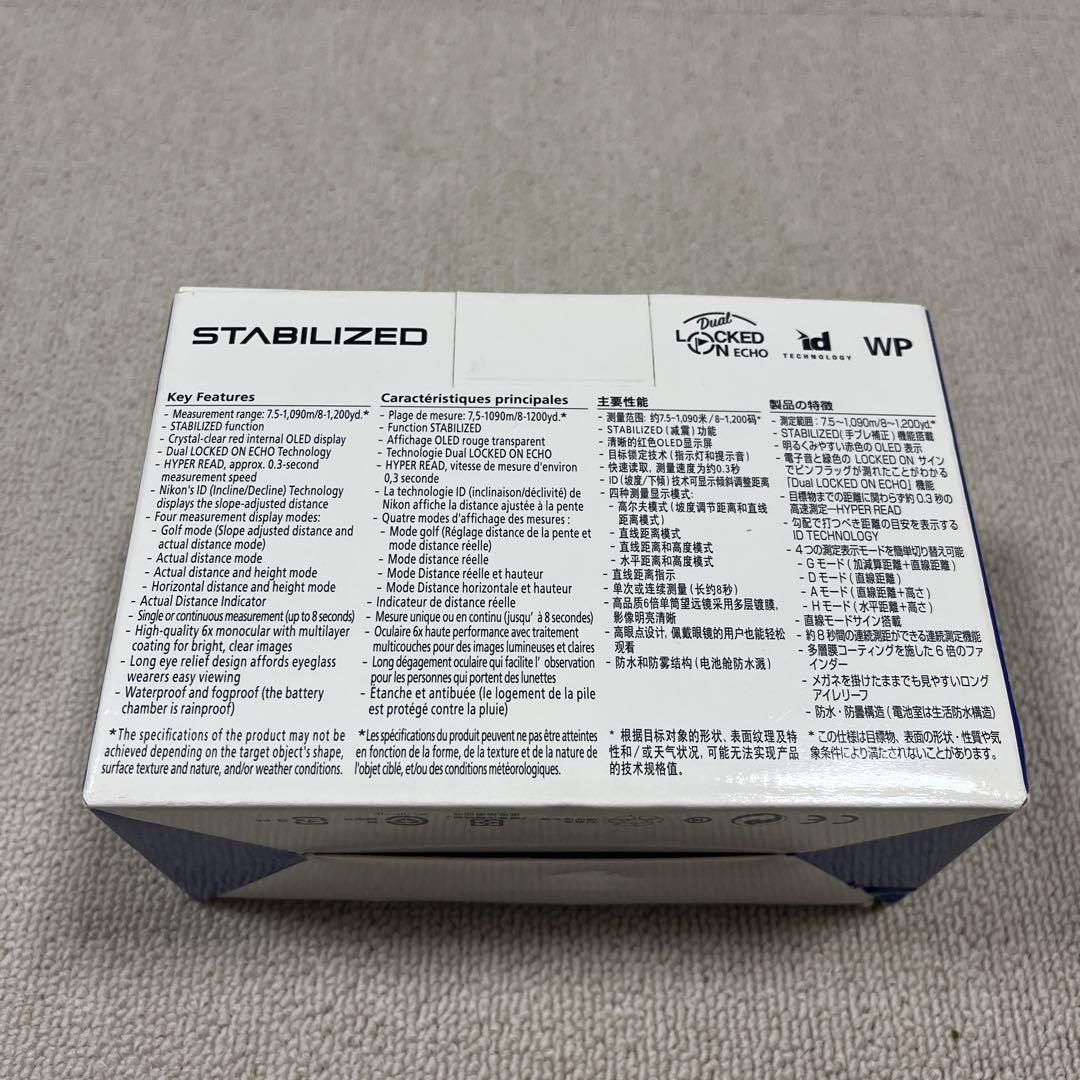 STABILIZED
Dual
LOCKED
ON ECHO
id
TECHNOLOGY
WP
Key Features
- Measurement range: 7.5-1,090m/8-1,200yd.*
- STABILIZED function
- Crystal-clear red internal OLED display
- Dual LOCKED ON ECHO Technology
- HYPER READ, approx. 0.3-second
measurement speed
- Nikon's ID (Incline/Decline) Technology
displays the slope-adjusted distance
- Four measurement display modes:
- Golf mode (Slope adjusted distance and
actual distance mode)
- Actual distance mode
- Actual distance and height mode
- Horizontal distance and height mode
- Actual Distance Indicator
- Single or continuous measurement (up to 8 seconds)
- High-quality 6x monocular with multilayer
coating for bright, clear images
- Long eye relief design affords eyeglass
wearers easy viewing
- Waterproof and fogproof (the battery
chamber is rainproof)
*The specifications of the product may not be
achieved depending on the target object's shape,
surface texture and nature, and/or weather conditions.
Caractéristiques principales
- Plage de mesure: 7,5-1090m/8-1200yd.*
- Function STABILIZED
- Affichage OLED rouge transparent
- Technologie Dual LOCKED ON ECHO
- HYPER READ, vitesse de mesure d'environ
0,3 seconde
- La technologie ID (inclinaison/déclivité) de
Nikon affiche la distance ajustée à la pente
- Quatre modes d'affichage des mesures :
- Mode golf (Réglage distance de la pente et
mode distance réelle)
- Mode distance réelle
- Mode Distance réelle et hauteur
- Mode Distance horizontale et hauteur
- Indicateur de distance réelle
- Mesure unique ou en continu (jusqu' à 8 secondes)
- Oculaire 6x haute performance avec traitement
multicouches pour des images lumineuses et claires
- Long dégagement oculaire qui facilite l' observation
pour les personnes qui portent des lunettes
- Étanche et antibuée (le logement de la pile
est protégé contre la pluie)
*Les spécifications du produit peuvent ne pas être atteintes
en fonction de la forme, de la texture et de la nature de
l'objet ciblé, et/ou des conditions météorologiques.
主要性能
- 测量范围: 约7.5-1,090米/8-1,200码*
- STABILIZED (减震) 功能
- 清晰的红色OLED显示屏
- 目标锁定技术 (指示灯和提示音)
- 快速读取, 测量速度为约0.3秒
- ID (坡度/下倾) 技术可显示倾斜调整距离
- 四种测量显示模式:
- 高尔夫模式 (坡度调节距离和直线
距离模式)
- 直线距离模式
- 直线距离和高度模式
- 水平距离和高度模式
- 直线距离指示
- 单次或连续测量 (长约8秒)
- 高品质6倍单筒望远镜采用多层镀膜,
影像明亮清晰
- 高眼点设计, 佩戴眼镜的用户也能轻松
观看
- 防水和防雾结构 (电池舱防水溅)
* 根据目标对象的形状、表面纹理及特
性和/或天气状况, 可能无法实现产品
的技术规格值。
製品の特徴
- 測定範囲：7.5～1,090m/8～1,200yd.*
- STABILIZED(手ブレ補正) 機能搭載
- 明るくみやすい赤色の OLED 表示
- 電子音と緑色の LOCKED ON サイン
でピンフラッグが測れたことがわかる
「Dual LOCKED ON ECHO」機能
- 目標物までの距離に関わらず約 0.3 秒の
高速測定―HYPER READ
- 勾配で打つべき距離の目安を表示する
ID TECHNOLOGY
- 4つの測定表示モードを簡単切り替え可能
- G モード ( 加減算距離＋直線距離)
- D モード (直線距離)
- A モード (直線距離＋高さ)
- H モード (水平距離＋高さ)
- 直線モードサイン搭載
- 約 8 秒間の連続測距ができる連続測定機能
- 多層膜コーティングを施した 6 倍のファ
インダー
- メガネを掛けたままでも見やすいロング
アイレリーフ
- 防水・防曇構造 ( 電池室は生活防水構造)
* この仕様は目標物、表面の形状・性質や気
象条件により満たされないことがあります。